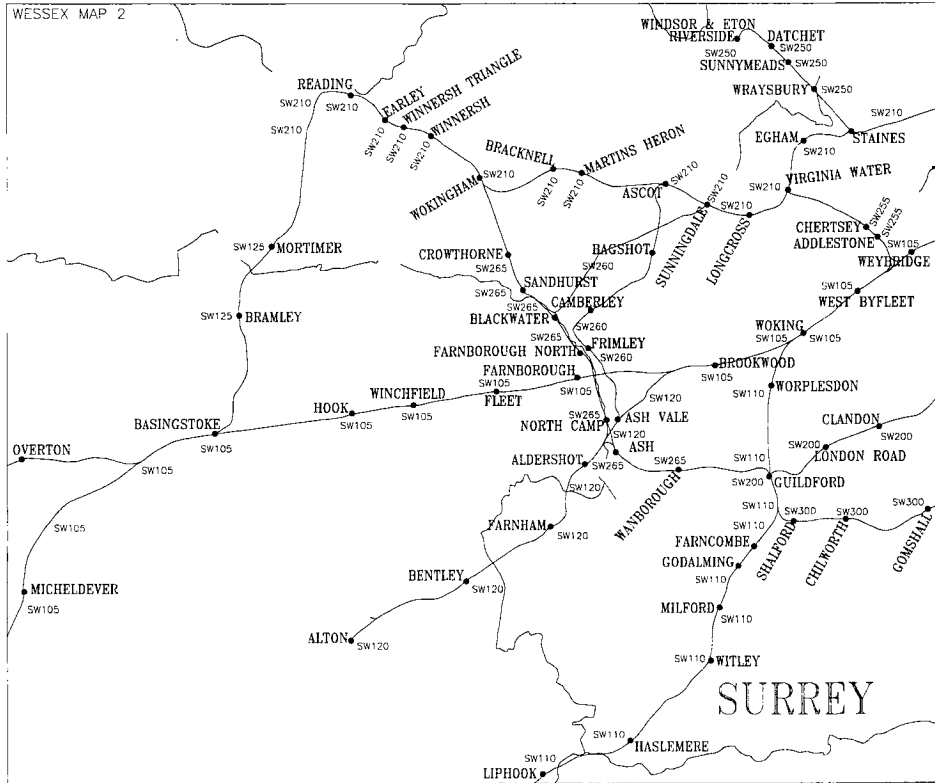 WESSEX MAP 2
WINDSOR & ETON
RIVERSIDE
SW250
DATCHET
SW250
SUNNYMEADS
SW250
WRAYSBURY
SW250
READING
SW210
SW210
EARLEY
SW210
WINNERSH TRIANGLE
SW210
WINNERSH
SW210
SW210
STAINES
EGHAM
SW210
BRACKNELL
SW210
MARTINS HERON
SW210
WOKINGHAM
SW210
ASCOT
SW210
SW210
SUNNINGDALE
SW210
LONGCROSS
VIRGINIA WATER
SW210
CHERTSEY
SW255
ADDLESTONE
SW255
SW105
WEYBRIDGE
SW125
MORTIMER
CROWTHORNE
SW265
BAGSHOT
SW260
SANDHURST
SW265
SW265
CAMBERLEY
SW260
SW105
WEST BYFLEET
SW125
BRAMLEY
BLACKWATER
SW265
FRIMLEY
SW260
FARNBOROUGH NORTH
WOKING
SW105
SW105
FARNBOROUGH
SW105
BROOKWOOD
SW105
WORPLESDON
SW110
WINCHFIELD
SW105
FLEET
SW105
HOOK
SW105
BASINGSTOKE
SW105
SW120
SW265
NORTH CAMP
ASH VALE
SW120
CLANDON
SW200
SW200
LONDON ROAD
OVERTON
SW105
ASH
ALDERSHOT
SW265
SW120
SW265
WANBOROUGH
SW110
SW200
GUILDFORD
SW110
SW105
FARNHAM
SW120
SW110
FARNCOMBE
SW300
SHALFORD
SW300
CHILWORTH
SW300
GOMSHALL
GODALMING
SW110
BENTLEY
SW120
MICHELDEVER
SW105
MILFORD
SW110
ALTON
SW120
SW110
WITLEY
SURREY
SW110
HASLEMERE
SW110
LIPHOOK